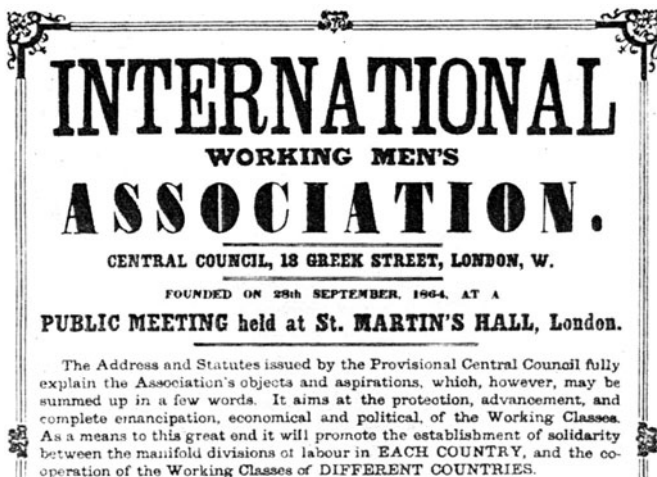 INTERNATIONAL
WORKING MEN'S
ASSOCIATION.
CENTRAL COUNCIL, 18 GREEK STREET, LONDON, W.
FOUNDED ON 28th SEPTEMBER, 1864, AT A
PUBLIC MEETING held at St. MARTIN'S HALL, London.
The Address and Statutes issued by the Provisional Central Council fully
explain the Association's objects and aspirations, which, however, may be
summed up in a few words. It aims at the protection, advancement, and
complete emancipation, economical and political, of the Working Classes.
As a means to this great end it will promote the establishment of solidarity
between the manifold divisions of labour in EACH COUNTRY, and the co-
operation of the Working Classes of DIFFERENT COUNTRIES.